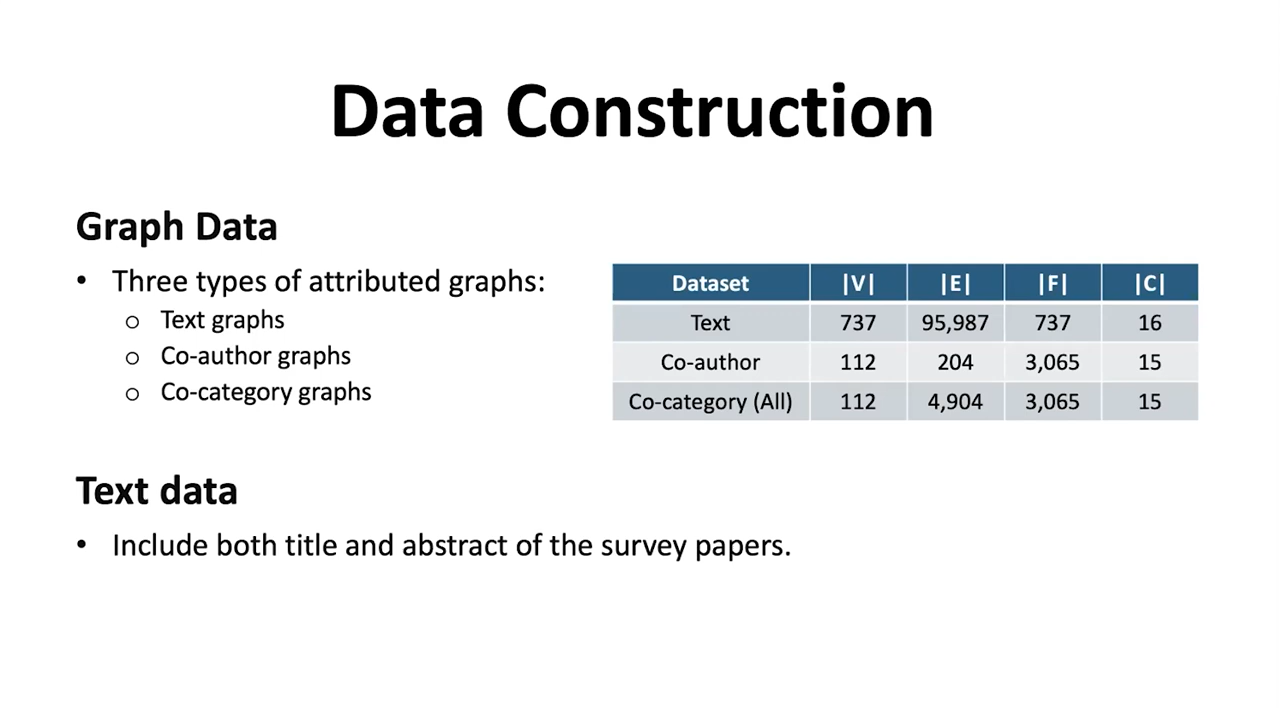 Data Construction
Graph Data
• Three types of attributed graphs:
o Text graphs
o Co-author graphs
o Co-category graphs
Dataset |V| |E| |F| |C|
Text 737 95,987 737 16
Co-author 112 204 3,065 15
Co-category (All) 112 4,904 3,065 15
Text data
• Include both title and abstract of the survey papers.